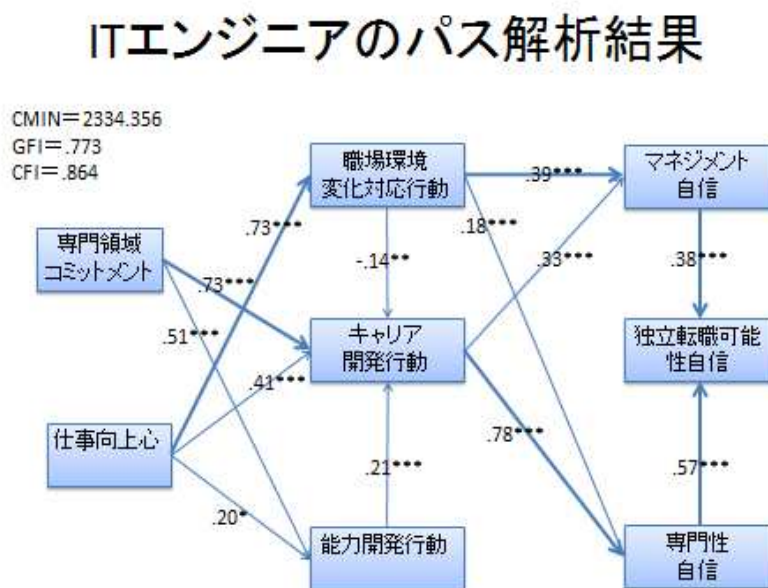 ITエンジニアのパス解析結果
CMIN＝2334.356
GFI＝.773
CFI＝.864
職場環境
変化対応行動
マネジメント
自信
.39***
.73***
.18***
専門領域
コミットメント
-.14**
.33***
.38***
.73***
.51***
キャリア
開発行動
独立転職可能
性自信
.41***
仕事向上心
.78***
.21***
.57***
.20*
能力開発行動
専門性
自信